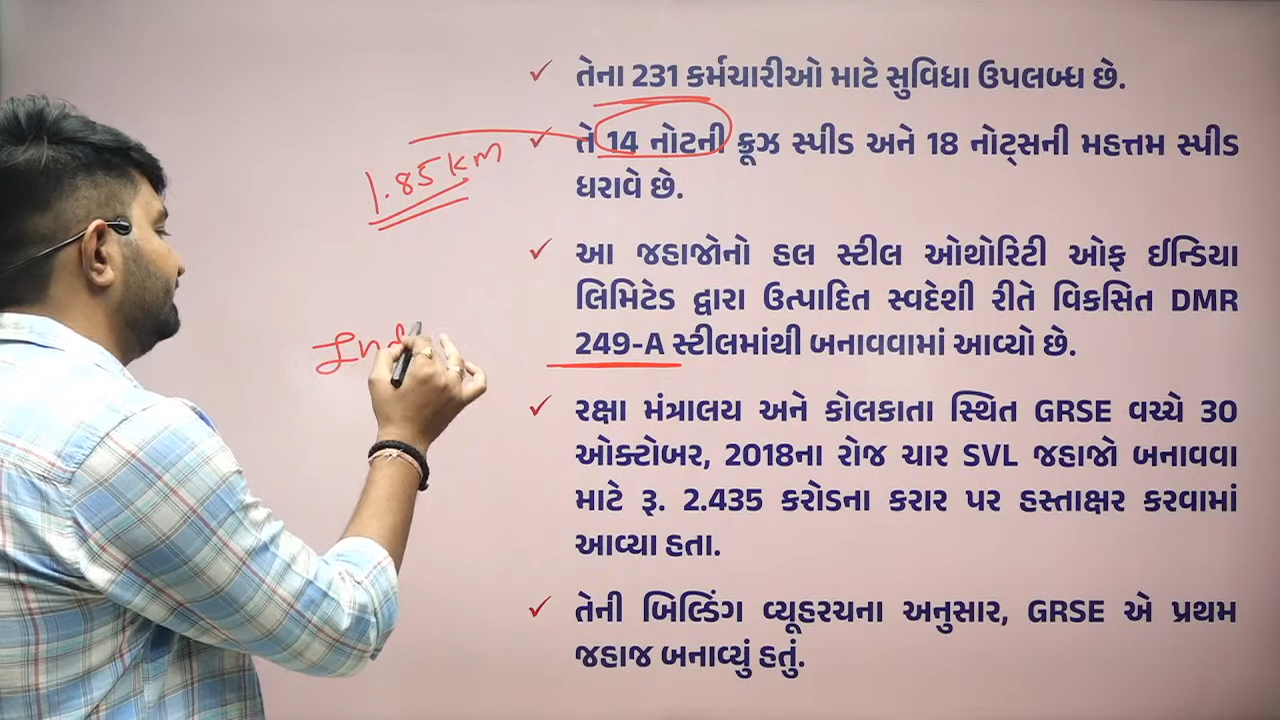 ✓ તેના 231 કર્મચારીઓ માટે સુવિધા ઉપલબ્ધ છે.
✓ તે 14 નોટની ક્રૂઝ સ્પીડ અને 18 નોટ્સની મહત્તમ સ્પીડ
ધરાવે છે.
1.85 km
✓ આ જહાજોનો હલ સ્ટીલ ઓથોરિટી ઓફ ઈન્ડિયા
લિમિટેડ દ્વારા ઉત્પાદિત સ્વદેશી રીતે વિકસિત DMR
249-A સ્ટીલમાંથી બનાવવામાં આવ્યો છે.
Ind
✓ રક્ષા મંત્રાલય અને કોલકાતા સ્થિત GRSE વચ્ચે 30
ઓક્ટોબર, 2018ના રોજ ચાર SVL જહાજો બનાવવા
માટે રૂ. 2.435 કરોડના કરાર પર હસ્તાક્ષર કરવામાં
આવ્યા હતા.
✓ તેની બિલ્ડિંગ વ્યૂહરચના અનુસાર, GRSE એ પ્રથમ
જહાજ બનાવ્યું હતું.